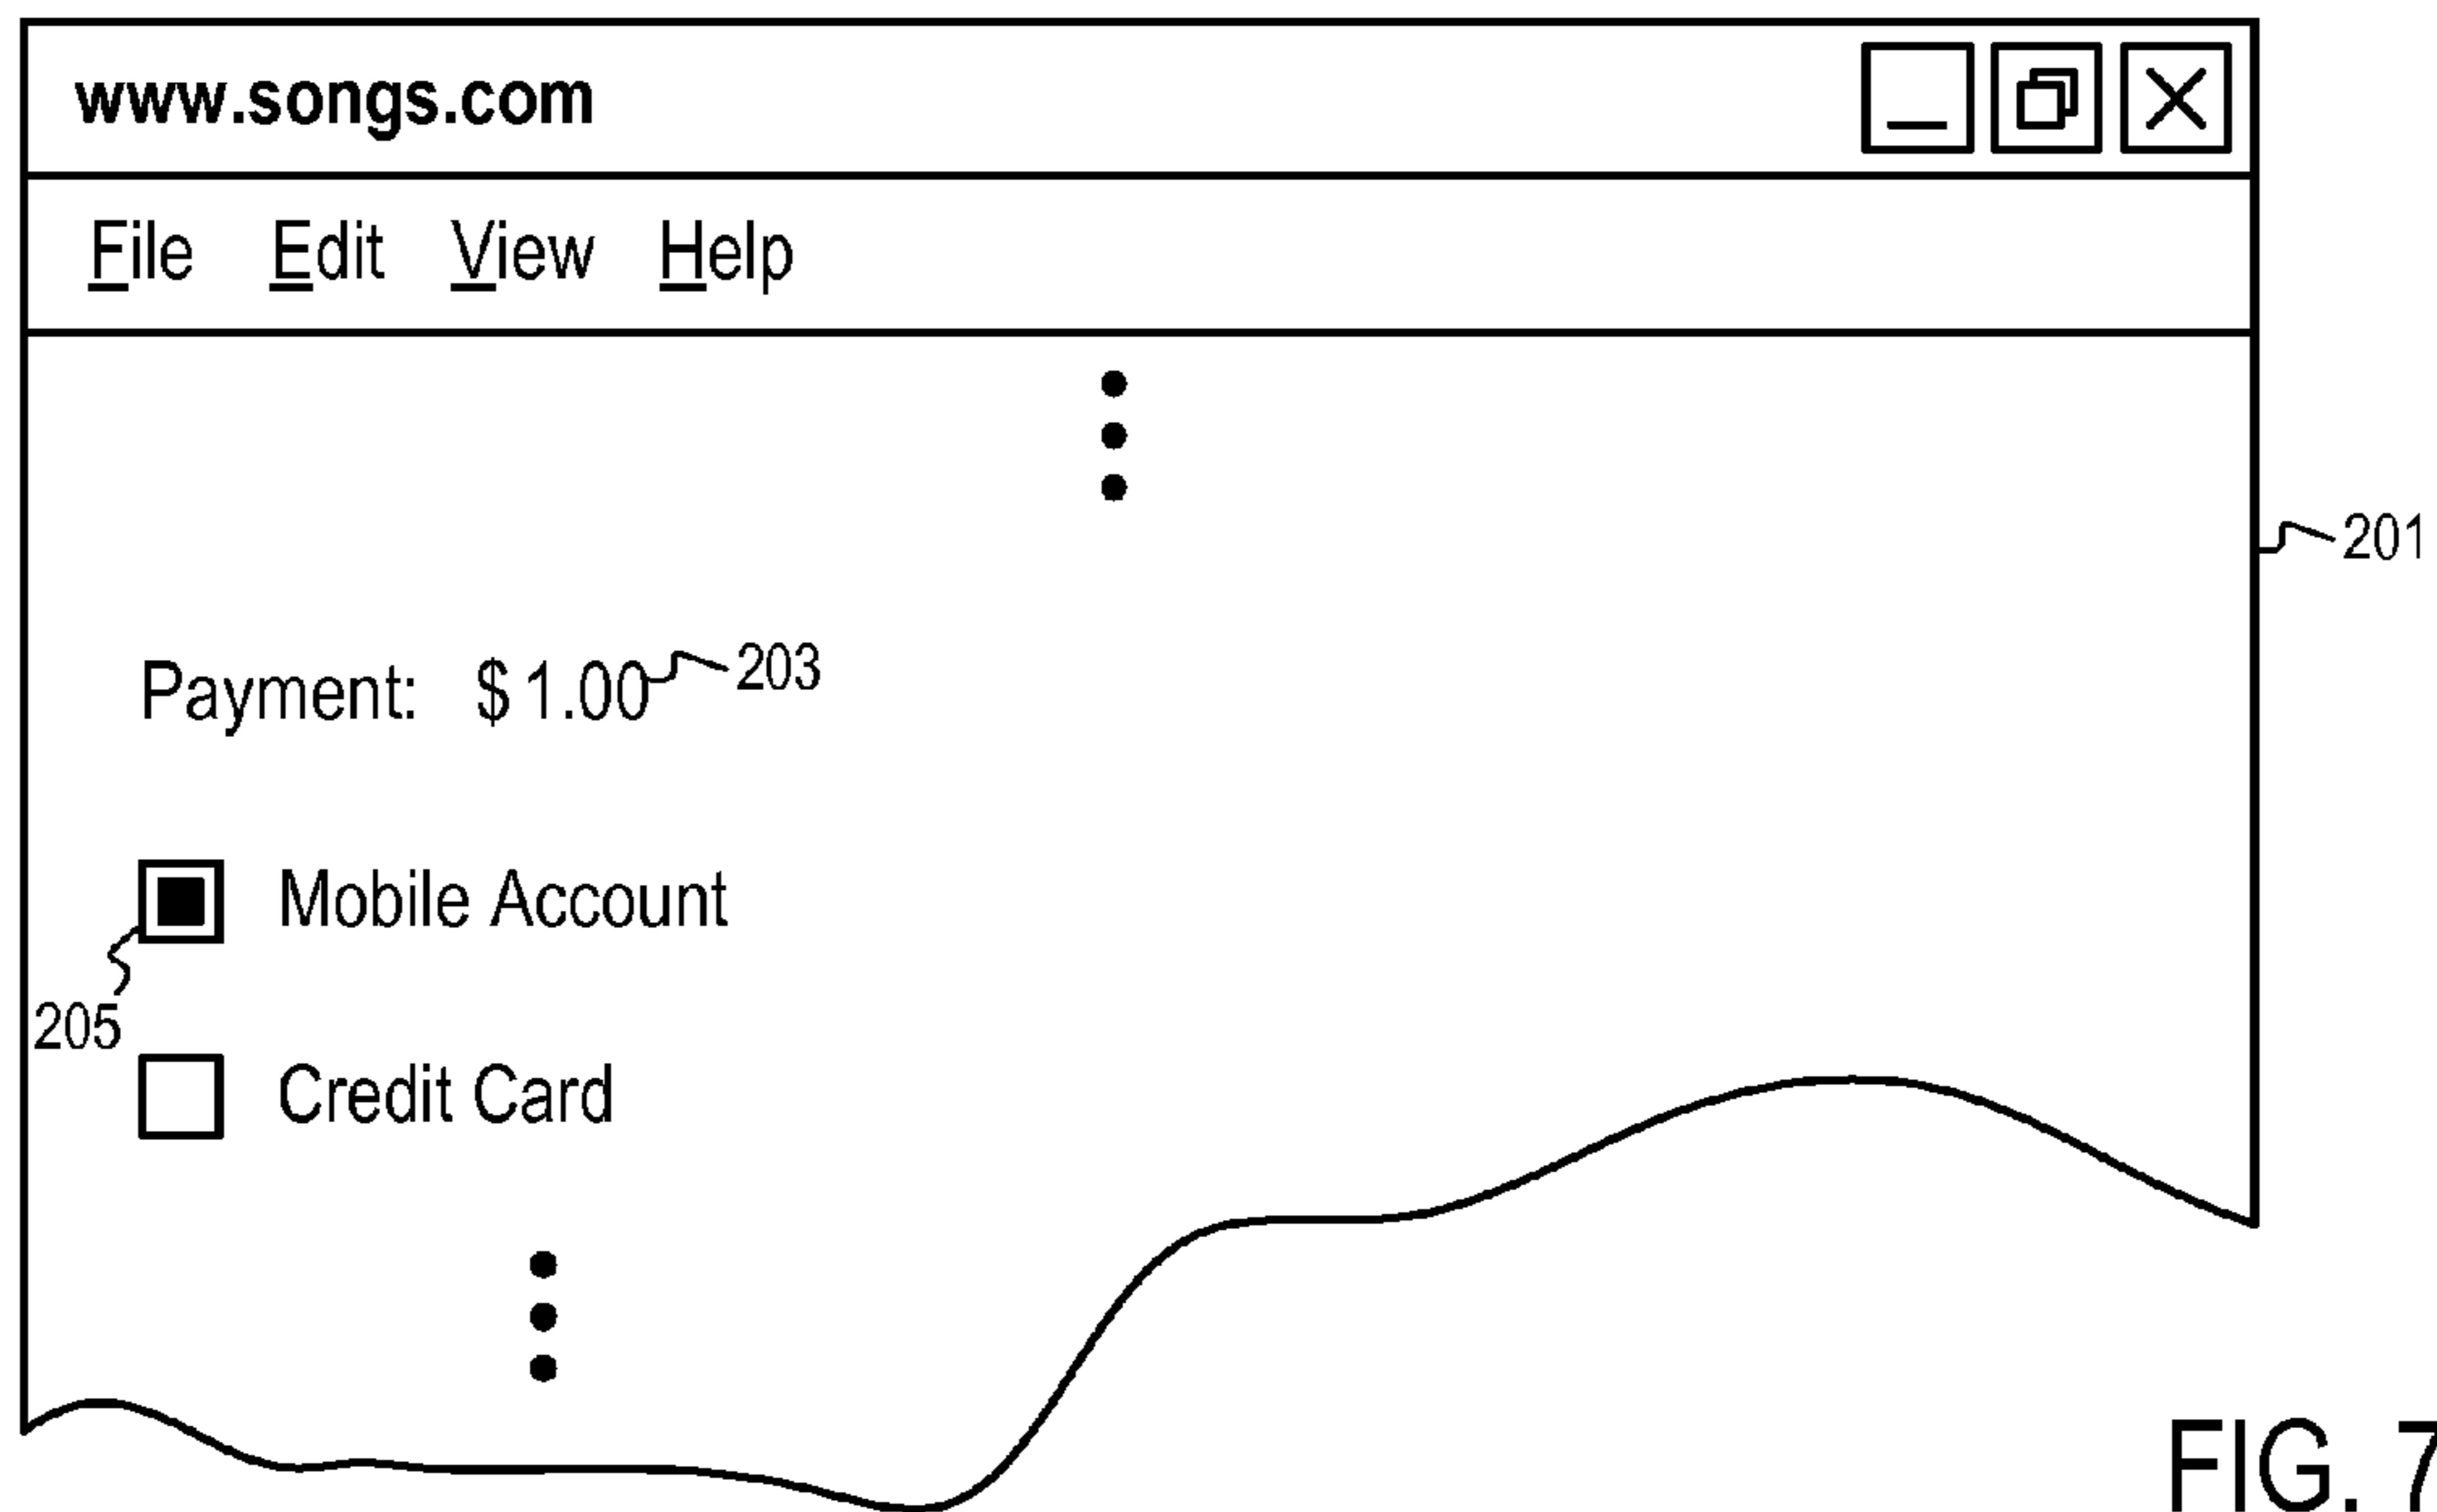 www.songs.com
File Edit View Help
201
Payment: $1.00 203
Mobile Account
205
Credit Card
FIG. 7